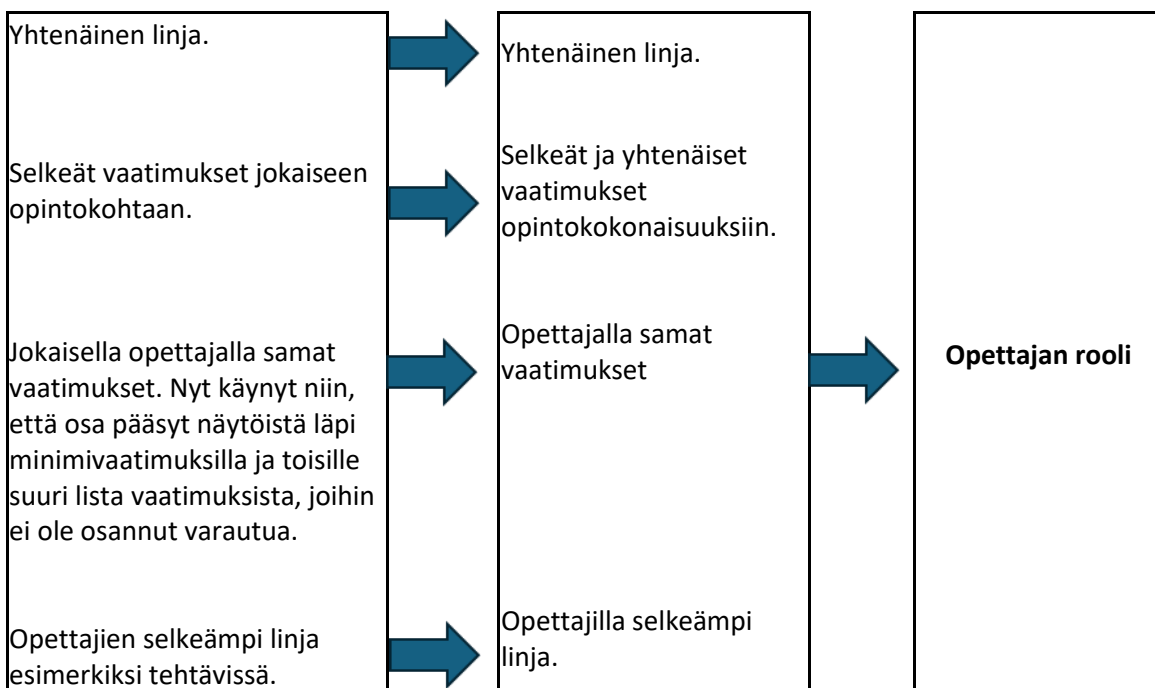 Yhtenäinen linja.
Selkeät vaatimukset jokaiseen
opintokohtaan.
Jokaisella opettajalla samat
vaatimukset. Nyt käynyt niin,
että osa päässyt näytöistä läpi
minimivaatimuksilla ja toisille
suuri lista vaatimuksista, joihin
ei ole osannut varautua.
Opettajien selkeämpi linja
esimerkiksi tehtävissä.
Yhtenäinen linja.
Selkeät ja yhtenäiset
vaatimukset
opintokokonaisuuksiin.
Opettajalla samat
vaatimukset
Opettajilla selkeämpi
linja.
Opettajan rooli